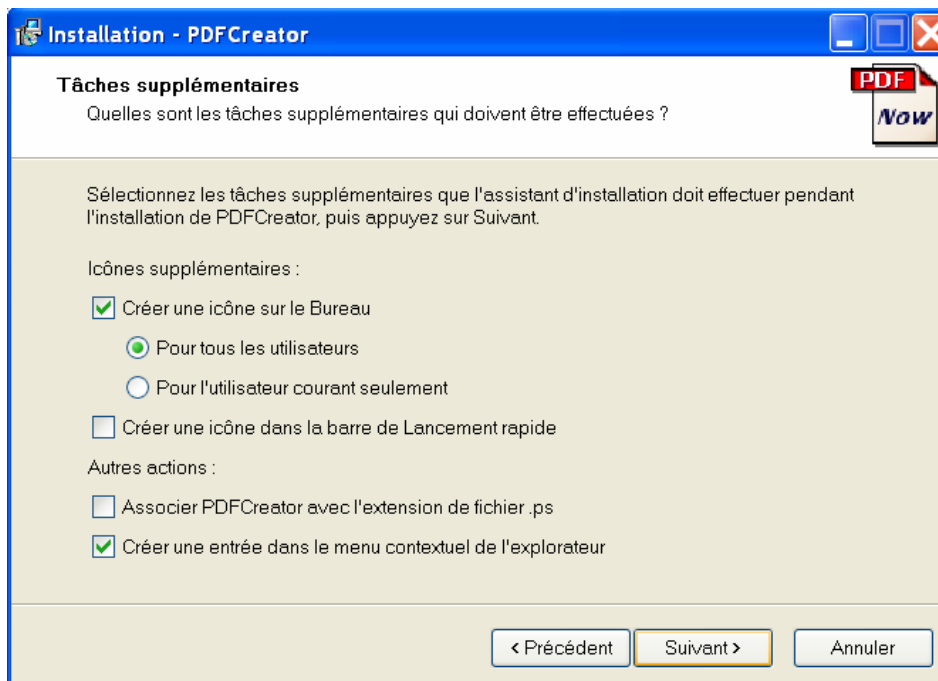 Installation - PDFCreator
Tâches supplémentaires
Quelles sont les tâches supplémentaires qui doivent être effectuées ?
PDF
Now
Sélectionnez les tâches supplémentaires que l'assistant d'installation doit effectuer pendant
l'installation de PDFCreator, puis appuyez sur Suivant.
Icônes supplémentaires :
Créer une icône sur le Bureau
Pour tous les utilisateurs
Pour l'utilisateur courant seulement
Créer une icône dans la barre de Lancement rapide
Autres actions :
Associer PDFCreator avec l'extension de fichier .ps
Créer une entrée dans le menu contextuel de l'explorateur
< Précédent
Suivant >
Annuler